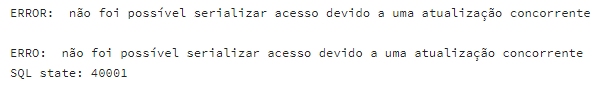 ERROR:  não foi possível serializar acesso devido a uma atualização concorrente
ERRO:  não foi possível serializar acesso devido a uma atualização concorrente
SQL state: 40001